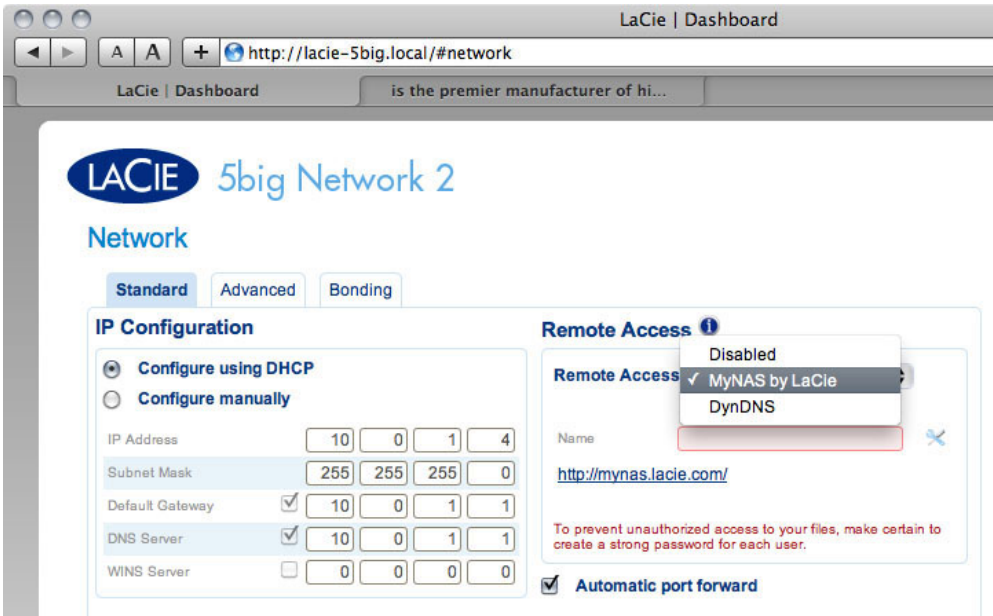 LaCie | Dashboard
A A + http://lacie-5big.local/#network
LaCie | Dashboard
is the premier manufacturer of hi...
LACIE 5big Network 2
Network
Standard Advanced Bonding
IP Configuration
Configure using DHCP
Configure manually
IP Address 10 0 1 4
Subnet Mask 255 255 255 0
Default Gateway 10 0 1 1
DNS Server 10 0 1 1
WINS Server 0 0 0 0
Remote Access i
Remote Access
Disabled
✓ MyNAS by LaCie
DynDNS
Name
http://mynas.lacie.com/
To prevent unauthorized access to your files, make certain to
create a strong password for each user.
Automatic port forward